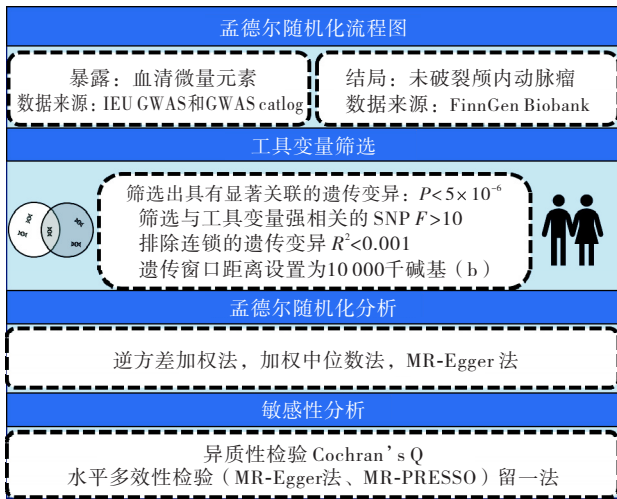 孟德尔随机化流程图
暴露：血清微量元素
数据来源：IEU GWAS和GWAS catlog
结局：未破裂颅内动脉瘤
数据来源：FinnGen Biobank
工具变量筛选
筛选出具有显著关联的遗传变异：P<5×10⁻⁶
筛选与工具变量强相关的 SNP F>10
排除连锁的遗传变异 R²<0.001
遗传窗口距离设置为10 000千碱基（b）
孟德尔随机化分析
逆方差加权法，加权中位数法，MR-Egger 法
敏感性分析
异质性检验 Cochran’s Q
水平多效性检验（MR-Egger法、MR-PRESSO）留一法